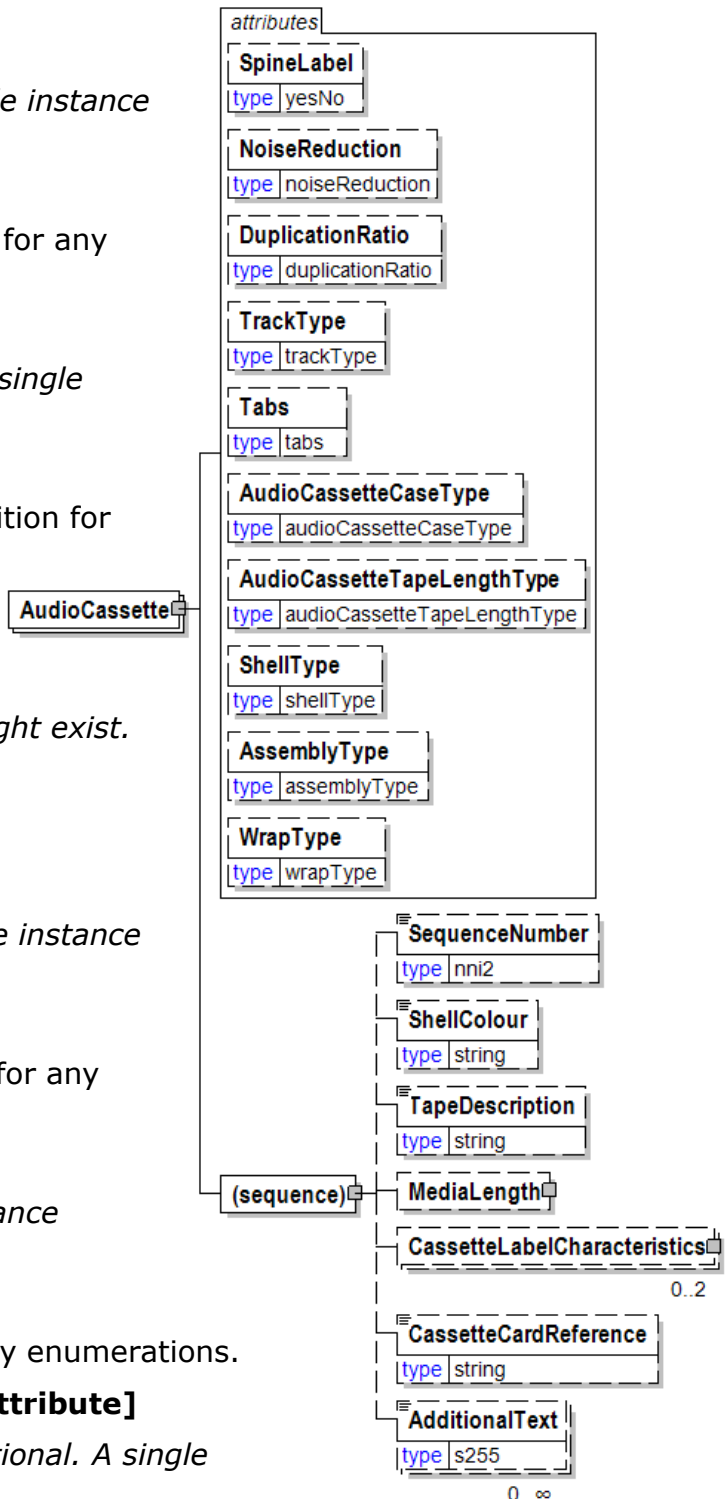 e instance
for any
single
ition for
ght exist.
e instance
for any
ance
y enumerations.
ttribute]
tional. A single
AudioCassette
attributes
SpineLabel
type yesNo
NoiseReduction
type noiseReduction
DuplicationRatio
type duplicationRatio
TrackType
type trackType
Tabs
type tabs
AudioCassetteCaseType
type audioCassetteCaseType
AudioCassetteTapeLengthType
type audioCassetteTapeLengthType
ShellType
type shellType
AssemblyType
type assemblyType
WrapType
type wrapType
(sequence)
SequenceNumber
type nni2
ShellColour
type string
TapeDescription
type string
MediaLength
CassetteLabelCharacteristics
0..2
CassetteCardReference
type string
AdditionalText
type s255
0..∞